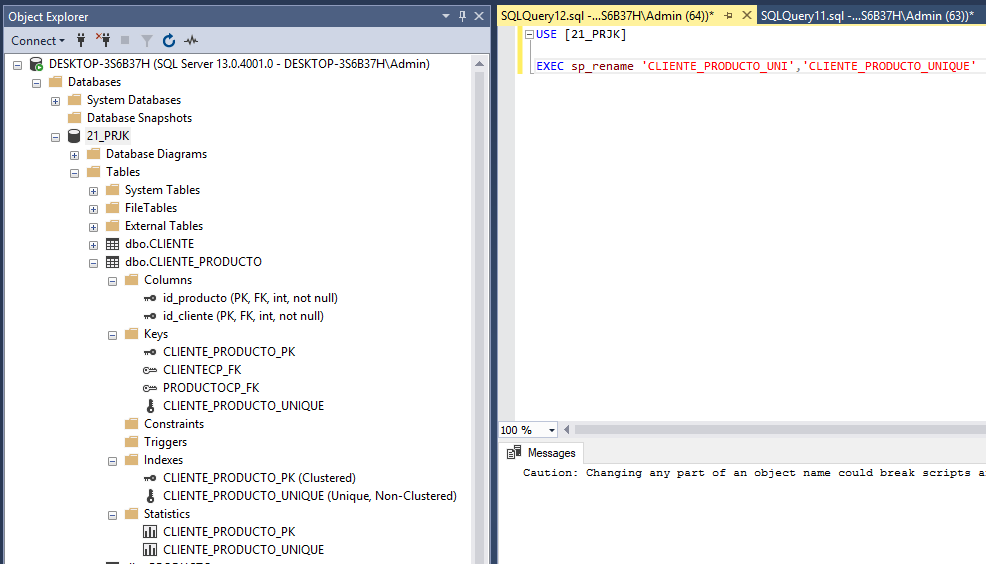 Object Explorer
Connect
DESKTOP-3S6B37H (SQL Server 13.0.4001.0 - DESKTOP-3S6B37H\Admin)
Databases
System Databases
Database Snapshots
21_PRJK
Database Diagrams
Tables
System Tables
FileTables
External Tables
dbo.CLIENTE
dbo.CLIENTE_PRODUCTO
Columns
id_producto (PK, FK, int, not null)
id_cliente (PK, FK, int, not null)
Keys
CLIENTE_PRODUCTO_PK
CLIENTECP_FK
PRODUCTOCP_FK
CLIENTE_PRODUCTO_UNIQUE
Constraints
Triggers
Indexes
CLIENTE_PRODUCTO_PK (Clustered)
CLIENTE_PRODUCTO_UNIQUE (Unique, Non-Clustered)
Statistics
CLIENTE_PRODUCTO_PK
CLIENTE_PRODUCTO_UNIQUE
SQLQuery12.sql -...S6B37H\Admin (64))* SQLQuery11.sql -...S6B37H\Admin (63))*
USE [21_PRJK]
EXEC sp_rename 'CLIENTE_PRODUCTO_UNI','CLIENTE_PRODUCTO_UNIQUE'
100 %
Messages
Caution: Changing any part of an object name could break scripts